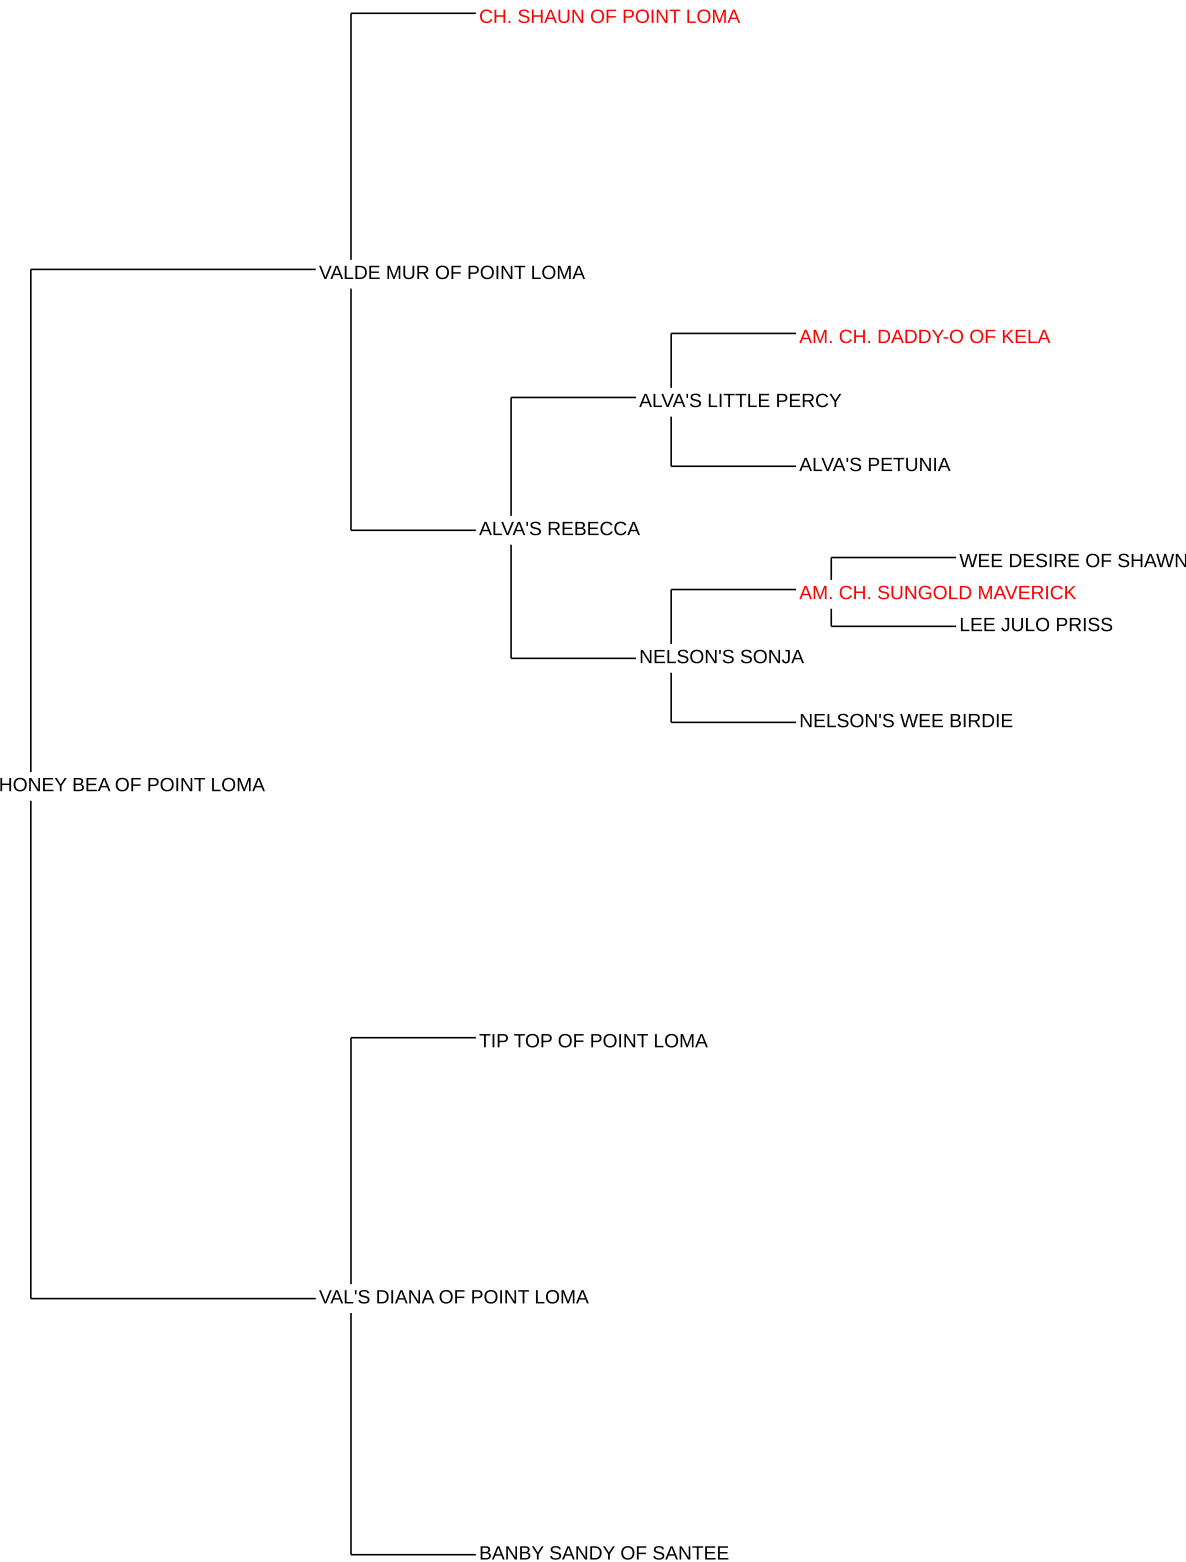 CH. SHAUN OF POINT LOMA
VALDE MUR OF POINT LOMA
AM. CH. DADDY-O OF KELA
ALVA'S LITTLE PERCY
ALVA'S PETUNIA
ALVA'S REBECCA
WEE DESIRE OF SHAWN
AM. CH. SUNGOLD MAVERICK
LEE JULO PRISS
NELSON'S SONJA
NELSON'S WEE BIRDIE
HONEY BEA OF POINT LOMA
TIP TOP OF POINT LOMA
VAL'S DIANA OF POINT LOMA
BANBY SANDY OF SANTEE